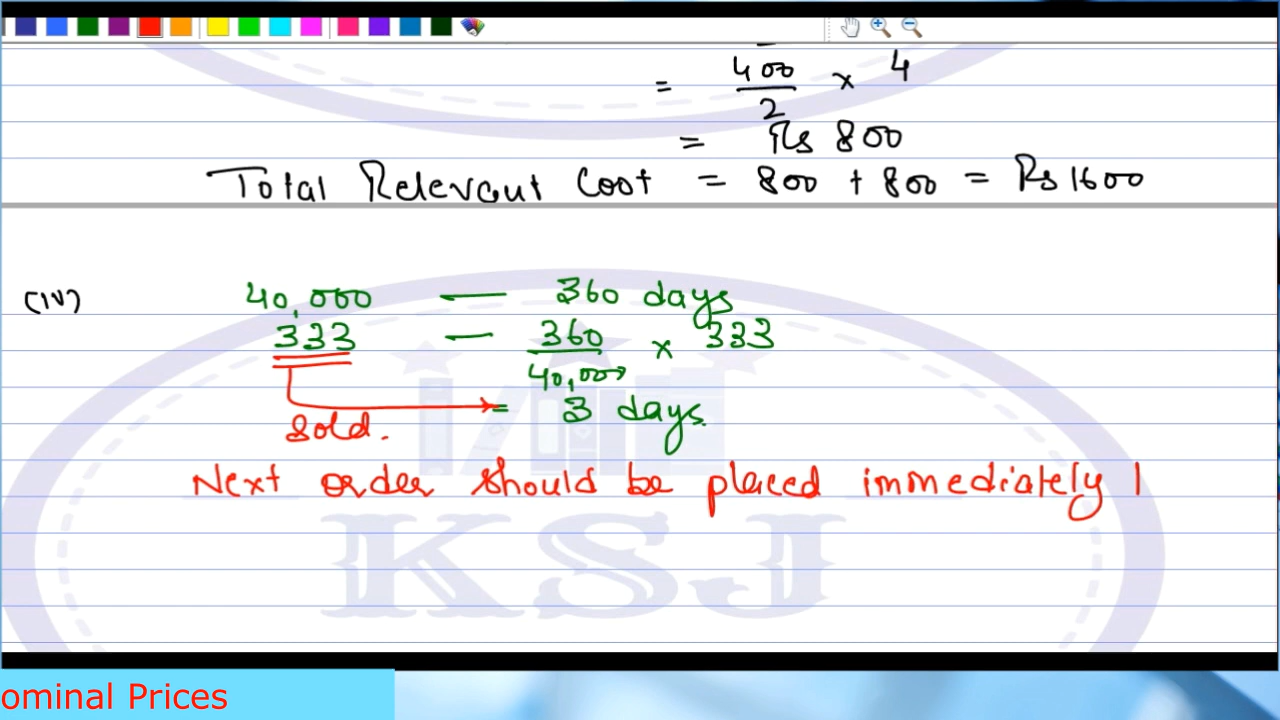 = 400/2 × 4
= Rs 800
Total Relevant Cost = 800 + 800 = Rs 1600
(iv) 40,000 — 360 days
333 — 360/40,000 × 333
= 3 days.
Sold.
Next order should be placed immediately
KSJ
ominal Prices